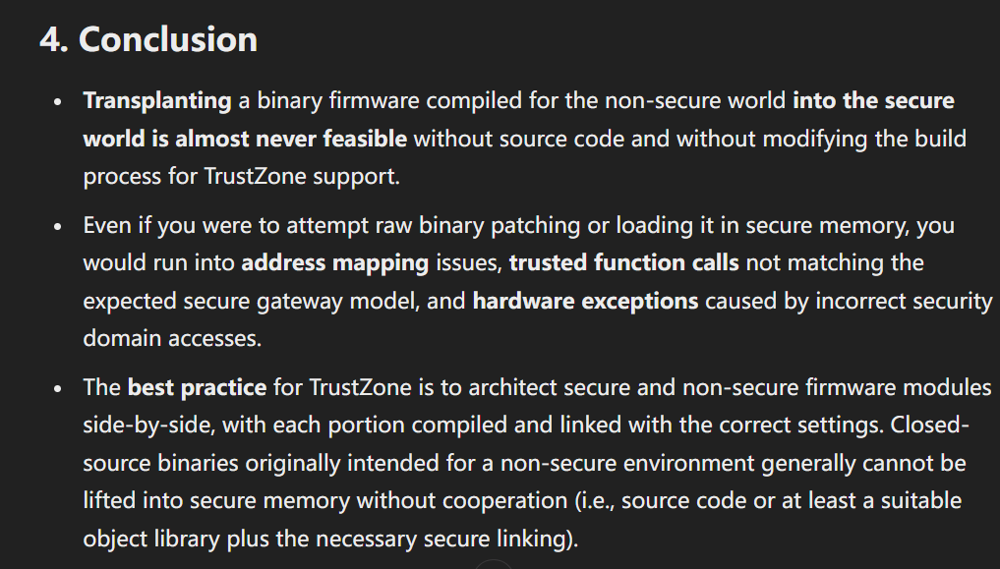 4. Conclusion
• Transplanting a binary firmware compiled for the non-secure world into the secure
world is almost never feasible without source code and without modifying the build
process for TrustZone support.
• Even if you were to attempt raw binary patching or loading it in secure memory, you
would run into address mapping issues, trusted function calls not matching the
expected secure gateway model, and hardware exceptions caused by incorrect security
domain accesses.
• The best practice for TrustZone is to architect secure and non-secure firmware modules
side-by-side, with each portion compiled and linked with the correct settings. Closed-
source binaries originally intended for a non-secure environment generally cannot be
lifted into secure memory without cooperation (i.e., source code or at least a suitable
object library plus the necessary secure linking).